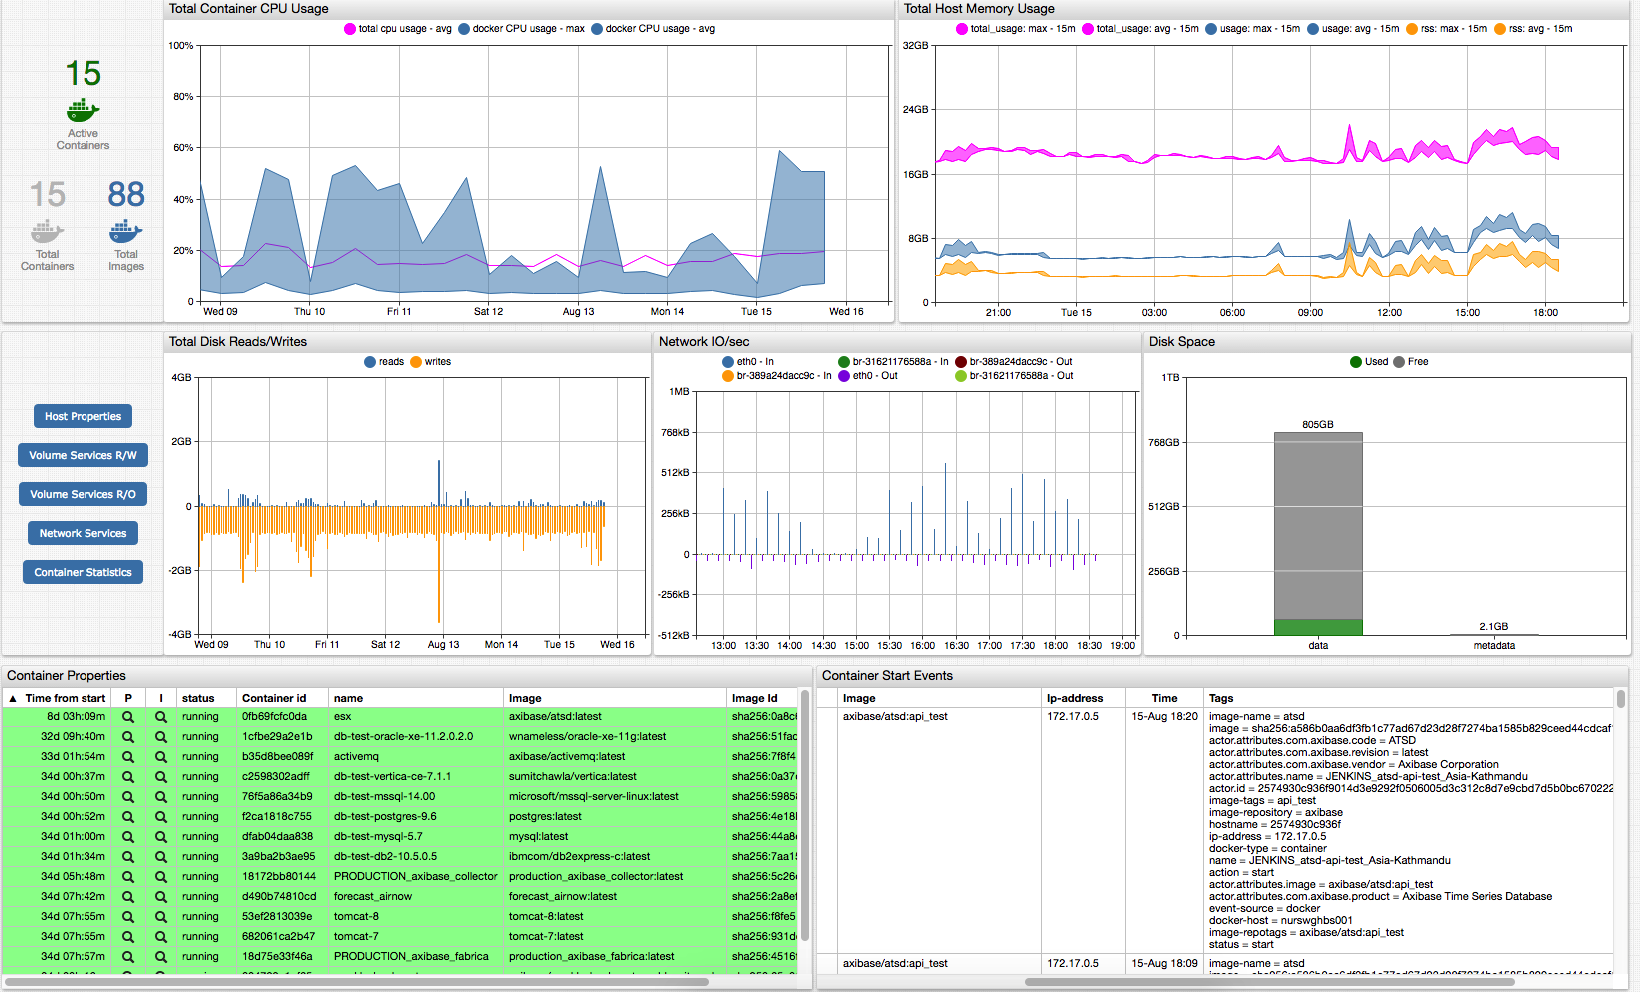 Total Container CPU Usage
total cpu usage - avg docker CPU usage - max docker CPU usage - avg
100%
80%
60%
40%
20%
0
Wed 09 Thu 10 Fri 11 Sat 12 Aug 13 Mon 14 Tue 15 Wed 16
Total Host Memory Usage
total_usage: max - 15m total_usage: avg - 15m usage: max - 15m usage: avg - 15m rss: max - 15m rss: avg - 15m
32GB
24GB
16GB
8GB
0
21:00 Tue 15 03:00 06:00 09:00 12:00 15:00 18:00
15
Active
Containers
15 88
Total Containers
Total Images
Host Properties
Volume Services R/W
Volume Services R/O
Network Services
Container Statistics
Total Disk Reads/Writes
reads writes
4GB
2GB
0
-2GB
-4GB
Wed 09 Thu 10 Fri 11 Sat 12 Aug 13 Mon 14 Tue 15 Wed 16
Network IO/sec
eth0 - In br-31621176588a - In br-389a24dacc9c - Out
br-389a24dacc9c - In eth0 - Out br-31621176588a - Out
1MB
768kB
512kB
256kB
0
-256kB
-512kB
13:00 13:30 14:00 14:30 15:00 15:30 16:00 16:30 17:00 17:30 18:00 18:30 19:00
Disk Space
Used Free
1TB
768GB
512GB
256GB
0
805GB
2.1GB
data metadata
Container Properties
▲ Time from start P I status Container id name Image Image Id
8d 03h:09m running 0fb69fcfc0da esx axibase/atsd:latest sha256:0a8c
32d 09h:40m running 1cfbe29a2e1b db-test-oracle-xe-11.2.0.2.0 wnameless/oracle-xe-11g:latest sha256:51fac
33d 01h:54m running b35d8bee089f activemq axibase/activemq:latest sha256:7f8f4
34d 00h:37m running c2598302adff db-test-vertica-ce-7.1.1 sumitchawla/vertica:latest sha256:0a37
34d 00h:50m running 76f5a86a34b9 db-test-mssql-14.00 microsoft/mssql-server-linux:latest sha256:5985
34d 00h:52m running f2ca1818c755 db-test-postgres-9.6 postgres:latest sha256:4e18
34d 01h:00m running dfab04daa838 db-test-mysql-5.7 mysql:latest sha256:44a8
34d 01h:34m running 3a9ba2b3ae95 db-test-db2-10.5.0.5 ibmcom/db2express-c:latest sha256:7aa1
34d 05h:48m running 18172bb80144 PRODUCTION_axibase_collector production_axibase_collector:latest sha256:5c26
34d 07h:42m running d490b74810cd forecast_airnow forecast_airnow:latest sha256:2a8e
34d 07h:55m running 53ef2813039e tomcat-8 tomcat-8:latest sha256:f8fe5
34d 07h:55m running 682061ca2b47 tomcat-7 tomcat-7:latest sha256:931d
34d 07h:57m running 18d75e33f46a PRODUCTION_axibase_fabrica production_axibase_fabrica:latest sha256:4516
Container Start Events
Image Ip-address Time Tags
axibase/atsd:api_test 172.17.0.5 15-Aug 18:20 image-name = atsd
image = sha256:a586b0aa6df3fb1c77ad67d23d28f7274ba1585b829ceed44cdcaf
actor.attributes.com.axibase.code = ATSD
actor.attributes.com.axibase.revision = latest
actor.attributes.com.axibase.vendor = Axibase Corporation
actor.attributes.name = JENKINS_atsd-api-test_Asia-Kathmandu
actor.id = 2574930c936f9014d3e9292f0506005d3c312c8d7e9cbd7d5b0bc670222
image-tags = api_test
image-repository = axibase
hostname = 2574930c936f
ip-address = 172.17.0.5
docker-type = container
name = JENKINS_atsd-api-test_Asia-Kathmandu
action = start
actor.attributes.image = axibase/atsd:api_test
actor.attributes.com.axibase.product = Axibase Time Series Database
event-source = docker
docker-host = nurswghbs001
image-repotags = axibase/atsd:api_test
status = start
axibase/atsd:api_test 172.17.0.5 15-Aug 18:09 image-name = atsd